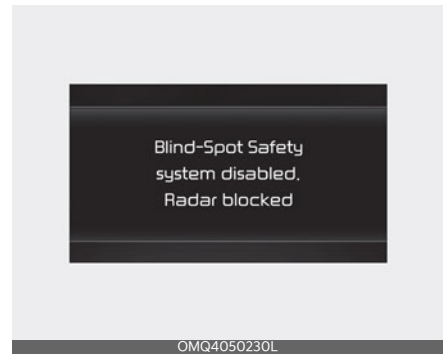 Blind-Spot Safety
system disabled.
Radar blocked
OMQ4050230L